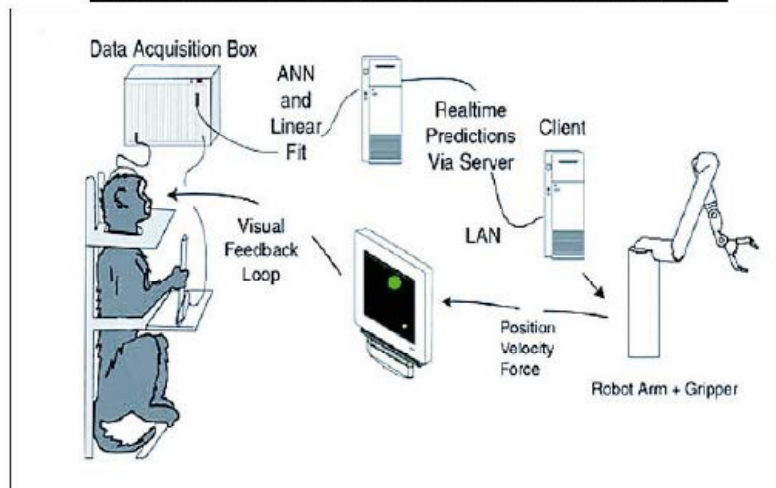 Data Acquisition Box
ANN
and
Linear
Fit
Realtime
Predictions
Via Server
Client
LAN
Visual
Feedback
Loop
Position
Velocity
Force
Robot Arm + Gripper